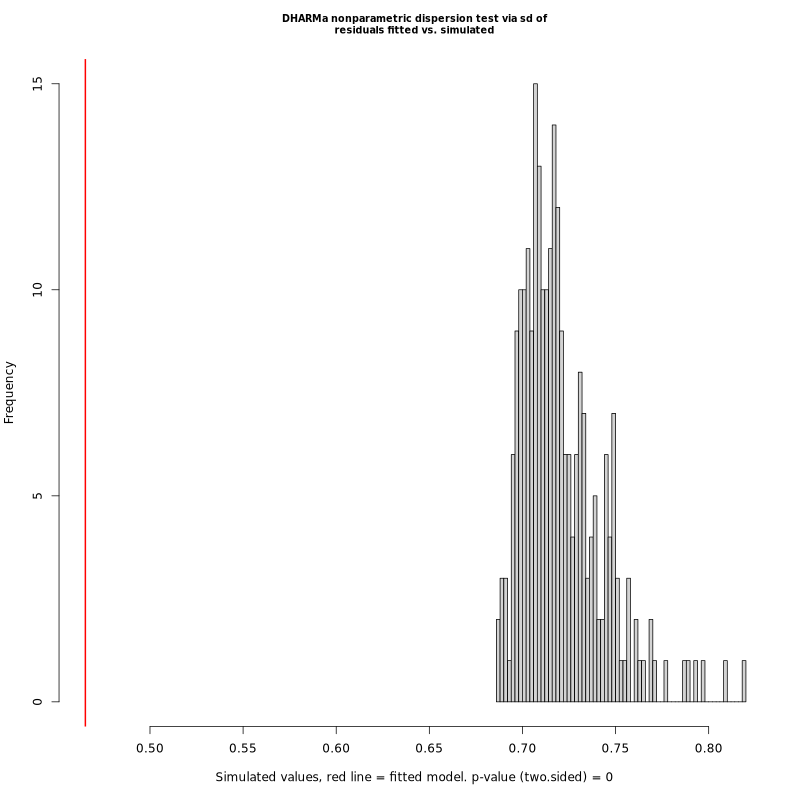 DHARMa nonparametric dispersion test via sd of
residuals fitted vs. simulated
15
10
5
0
Frequency
0.50 0.55 0.60 0.65 0.70 0.75 0.80
Simulated values, red line = fitted model. p-value (two.sided) = 0